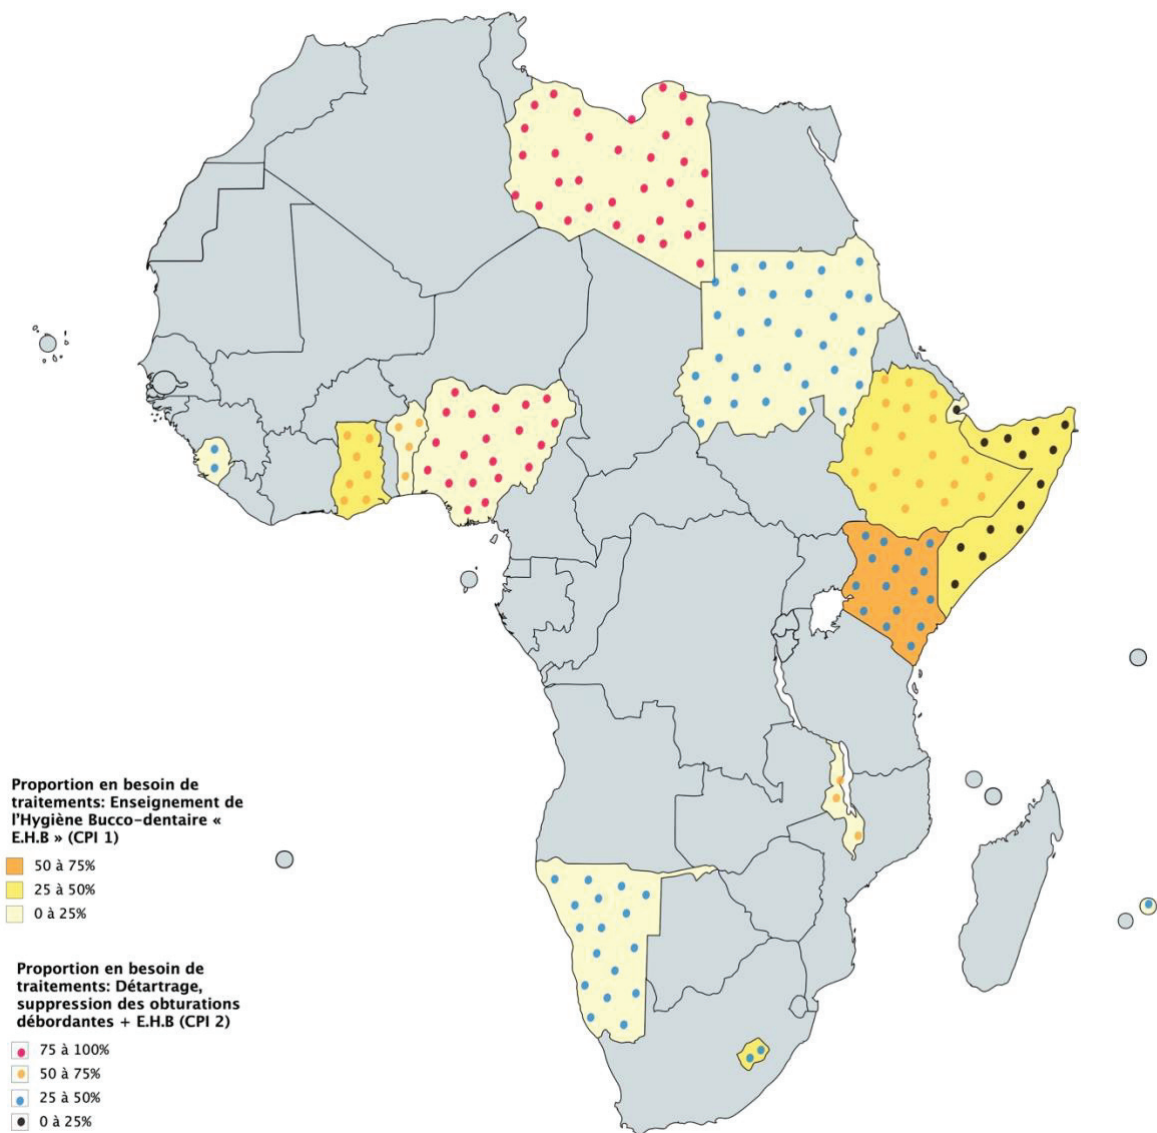 Proportion en besoin de
traitements: Enseignement de
l'Hygiène Bucco-dentaire «
E.H.B » (CPI 1)
50 à 75%
25 à 50%
0 à 25%
Proportion en besoin de
traitements: Détartrage,
suppression des obturations
débordantes + E.H.B (CPI 2)
75 à 100%
50 à 75%
25 à 50%
0 à 25%